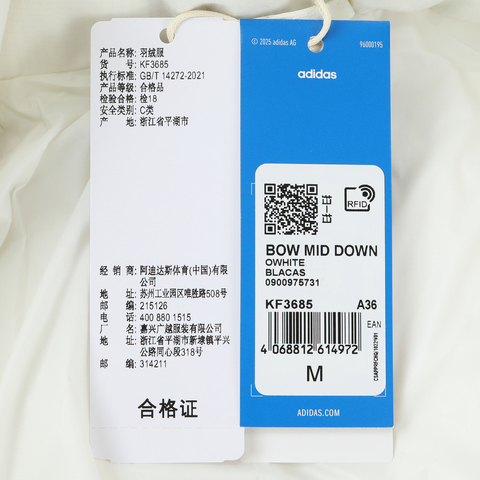 产品名称: 羽绒服
货 号: KF3685
执行标准: GB/T 14272-2021
产品等级: 合格品
检验合格: 检18
安全类别: C类
产 地: 浙江省平湖市
经 销 商: 阿迪达斯体育(中国)有限
公司
地 址: 苏州工业园区唯胜路508号
邮 编: 215126
电 话: 400 880 1515
厂 名: 嘉兴广越服装有限公司
地 址: 浙江省平湖市新埭镇平兴
公路同心段318号
邮 编: 314211
合格证
© 2025 adidas AG
96000195
adidas
扫一扫
RFID
BOW MID DOWN
OWHITE
BLACAS
0900975731
KF3685 A36
EAN
4 068812 614972
M
ADIDAS.COM